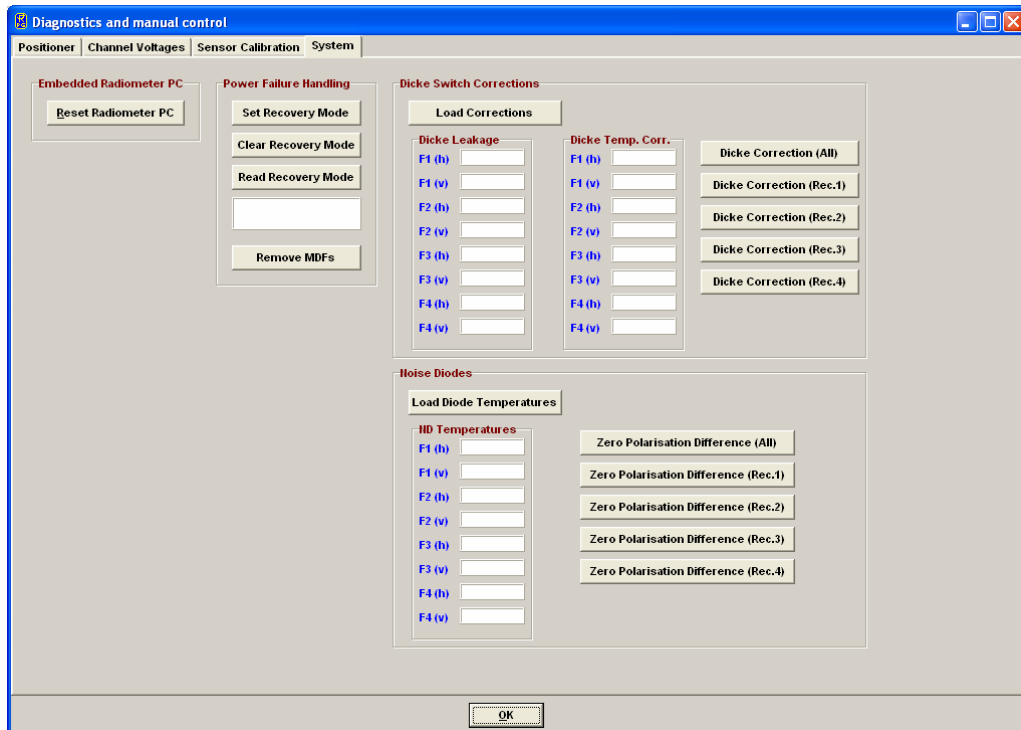 Diagnostics and manual control
Positioner Channel Voltages Sensor Calibration System
Embedded Radiometer PC
Reset Radiometer PC
Power Failure Handling
Set Recovery Mode
Clear Recovery Mode
Read Recovery Mode
Remove MDFs
Dicke Switch Corrections
Load Corrections
Dicke Leakage
F1 (h)
F1 (v)
F2 (h)
F2 (v)
F3 (h)
F3 (v)
F4 (h)
F4 (v)
Dicke Temp. Corr.
F1 (h)
F1 (v)
F2 (h)
F2 (v)
F3 (h)
F3 (v)
F4 (h)
F4 (v)
Dicke Correction (All)
Dicke Correction (Rec.1)
Dicke Correction (Rec.2)
Dicke Correction (Rec.3)
Dicke Correction (Rec.4)
Noise Diodes
Load Diode Temperatures
ND Temperatures
F1 (h)
F1 (v)
F2 (h)
F2 (v)
F3 (h)
F3 (v)
F4 (h)
F4 (v)
Zero Polarisation Difference (All)
Zero Polarisation Difference (Rec.1)
Zero Polarisation Difference (Rec.2)
Zero Polarisation Difference (Rec.3)
Zero Polarisation Difference (Rec.4)
OK